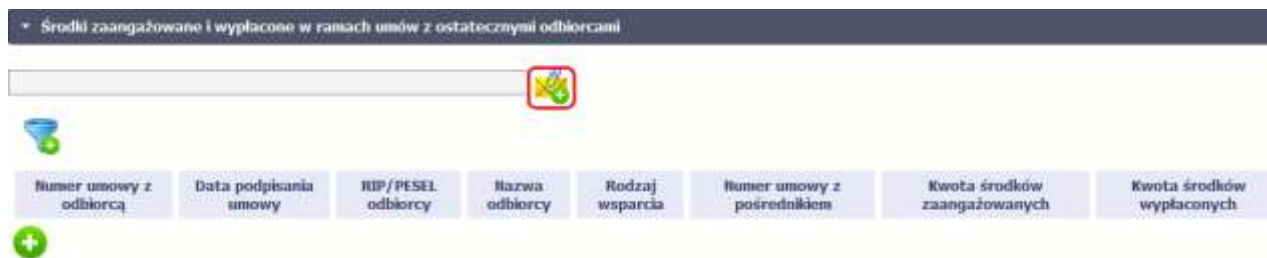 Środki zaangażowane i wypłacone w ramach umów z ostatecznymi odbiorcami
Numer umowy z
odbiorcą
Data podpisania
umowy
NIP/PESEL
odbiorcy
Nazwa
odbiorcy
Rodzaj
wsparcia
Numer umowy z
pośrednikiem
Kwota środków
zaangażowanych
Kwota środków
wypłaconych